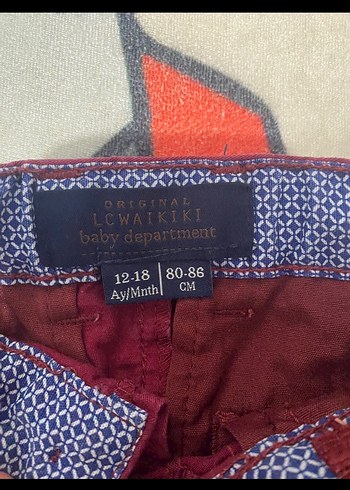 ORIGINAL
LCWAIKIKI
baby department
12-18 80-86
Ay/Mnth CM